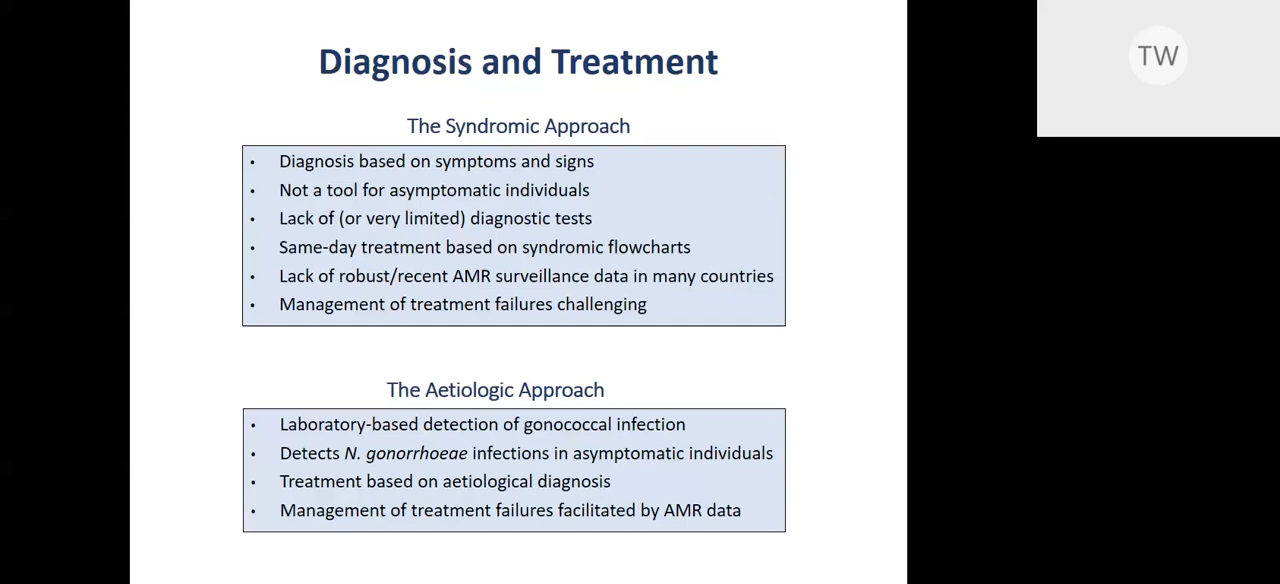 Diagnosis and Treatment
TW
The Syndromic Approach
• Diagnosis based on symptoms and signs
• Not a tool for asymptomatic individuals
• Lack of (or very limited) diagnostic tests
• Same-day treatment based on syndromic flowcharts
• Lack of robust/recent AMR surveillance data in many countries
• Management of treatment failures challenging
The Aetiologic Approach
• Laboratory-based detection of gonococcal infection
• Detects N. gonorrhoeae infections in asymptomatic individuals
• Treatment based on aetiological diagnosis
• Management of treatment failures facilitated by AMR data